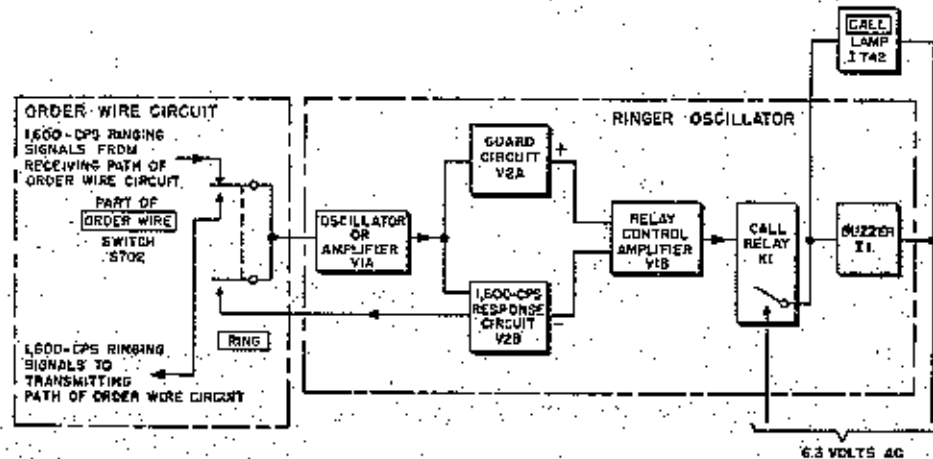 CALL
LAMP
I 742
ORDER WIRE CIRCUIT
1,600-CPS RINGING
SIGNALS FROM
RECEIVING PATH OF
ORDER WIRE CIRCUIT
PART OF
ORDER WIRE
SWITCH
S702
RING
1,600-CPS RINGING
SIGNALS TO
TRANSMITTING
PATH OF ORDER WIRE CIRCUIT
RINGER OSCILLATOR
OSCILLATOR
OR
AMPLIFIER
V1A
GUARD
CIRCUIT
V2A
+
1,600-CPS
RESPONSE
CIRCUIT
V2B
–
RELAY
CONTROL
AMPLIFIER
V1B
CALL
RELAY
K1
BUZZER
I 1
6.3 VOLTS AC